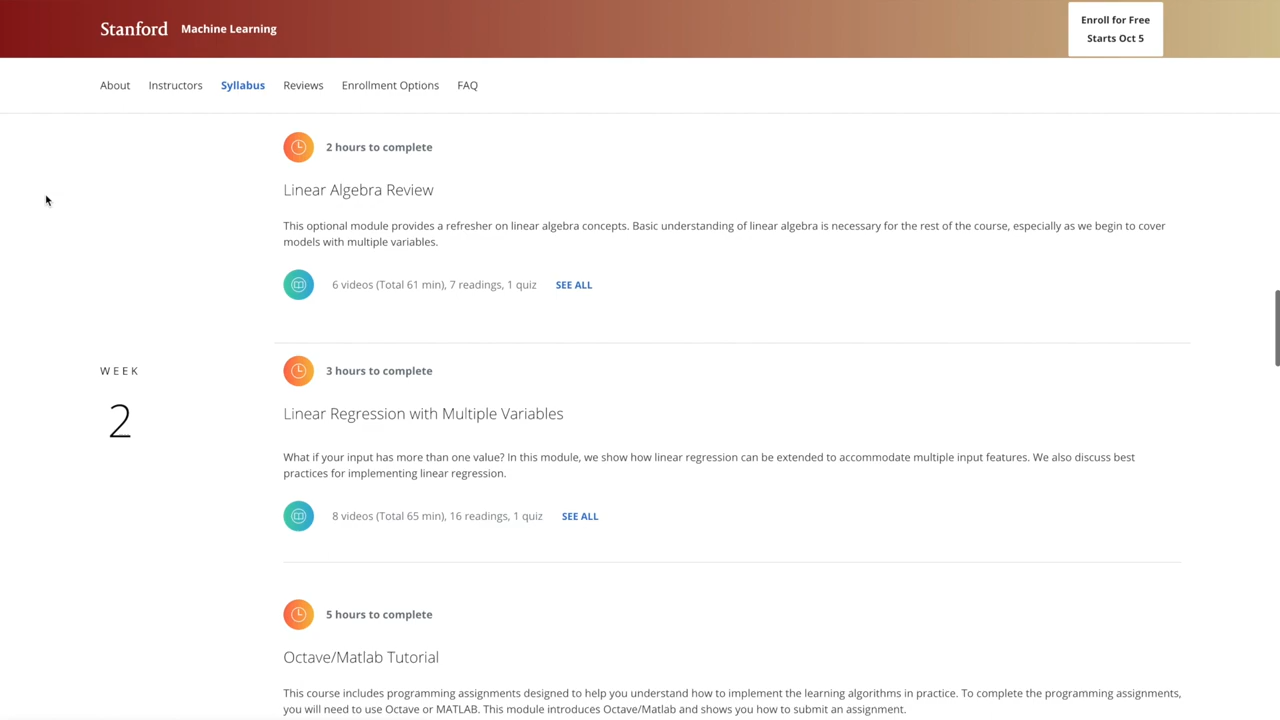 Stanford Machine Learning
Enroll for Free
Starts Oct 5
About Instructors Syllabus Reviews Enrollment Options FAQ
2 hours to complete
Linear Algebra Review
This optional module provides a refresher on linear algebra concepts. Basic understanding of linear algebra is necessary for the rest of the course, especially as we begin to cover
models with multiple variables.
6 videos (Total 61 min), 7 readings, 1 quiz SEE ALL
WEEK
2
3 hours to complete
Linear Regression with Multiple Variables
What if your input has more than one value? In this module, we show how linear regression can be extended to accommodate multiple input features. We also discuss best
practices for implementing linear regression.
8 videos (Total 65 min), 16 readings, 1 quiz SEE ALL
5 hours to complete
Octave/Matlab Tutorial
This course includes programming assignments designed to help you understand how to implement the learning algorithms in practice. To complete the programming assignments,
you will need to use Octave or MATLAB. This module introduces Octave/Matlab and shows you how to submit an assignment.